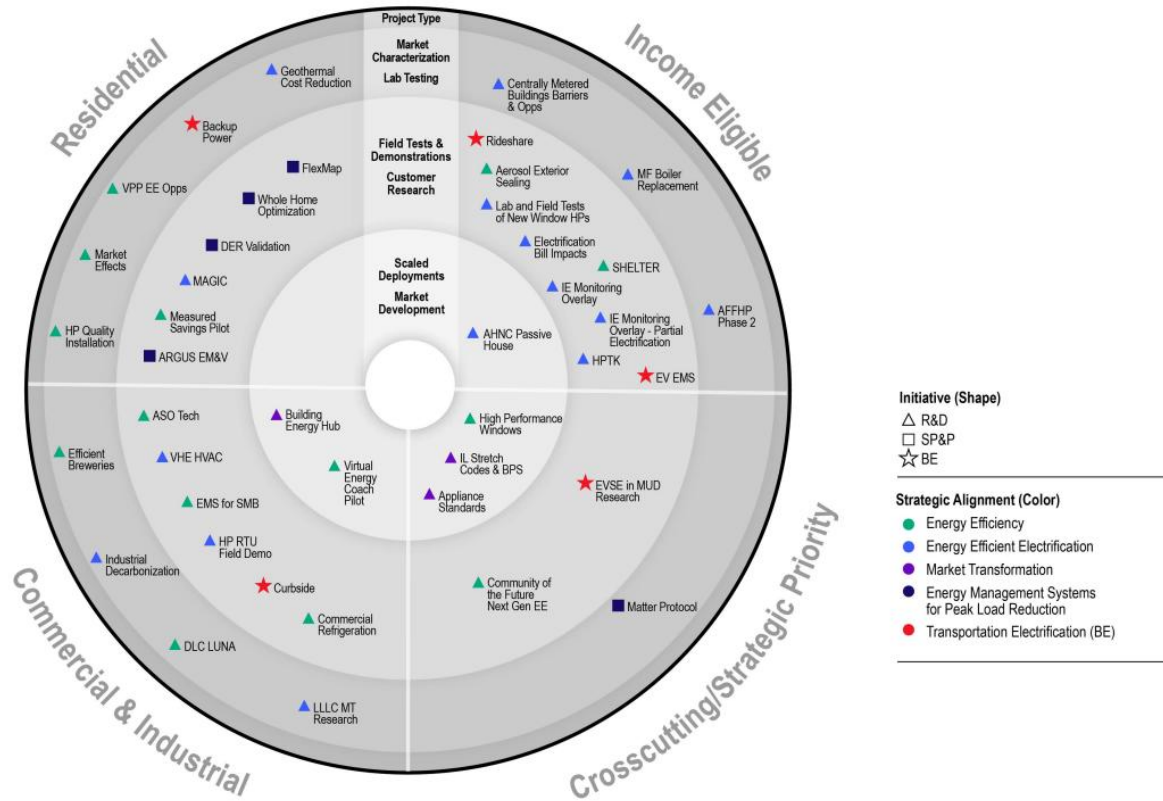 Project Type
Market
Characterization
Lab Testing
Field Tests &
Demonstrations
Customer
Research
Scaled
Deployments
Market
Development
Residential
Geothermal
Cost Reduction
Backup
Power
VPP EE Opps
Market
Effects
HP Quality
Installation
FlexMap
Whole Home
Optimization
DER Validation
MAGIC
Measured
Savings Pilot
ARGUS EM&V
Income Eligible
Centrally Metered
Buildings Barriers
& Opps
Rideshare
Aerosol Exterior
Sealing
MF Boiler
Replacement
Lab and Field Tests
of New Window HPs
Electrification
Bill Impacts
SHELTER
IE Monitoring
Overlay
IE Monitoring
Overlay - Partial
Electrification
AFFHP
Phase 2
AHNC Passive
House
HPTK
EV EMS
Commercial & Industrial
ASO Tech
Efficient
Breweries
VHE HVAC
EMS for SMB
HP RTU
Field Demo
Industrial
Decarbonization
Curbside
Commercial
Refrigeration
DLC LUNA
LLLC MT
Research
Building
Energy Hub
Virtual
Energy
Coach
Pilot
Crosscutting/Strategic Priority
High Performance
Windows
IL Stretch
Codes & BPS
Appliance
Standards
EVSE in MUD
Research
Community of
the Future
Next Gen EE
Matter Protocol
Initiative (Shape)
R&D
SP&P
BE
Strategic Alignment (Color)
Energy Efficiency
Energy Efficient Electrification
Market Transformation
Energy Management Systems
for Peak Load Reduction
Transportation Electrification (BE)